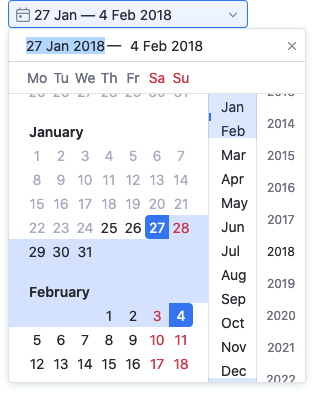 27 Jan — 4 Feb 2018
27 Jan 2018 — 4 Feb 2018
Mo Tu We Th Fr Sa Su
January
1 2 3 4 5 6 7
8 9 10 11 12 13 14
15 16 17 18 19 20 21
22 23 24 25 26 27 28
29 30 31
February
1 2 3 4
5 6 7 8 9 10 11
12 13 14 15 16 17 18
Jan
Feb
Mar
Apr
May
Jun
Jul
Aug
Sep
Oct
Nov
Dec
2014
2015
2016
2017
2018
2019
2020
2021
2022